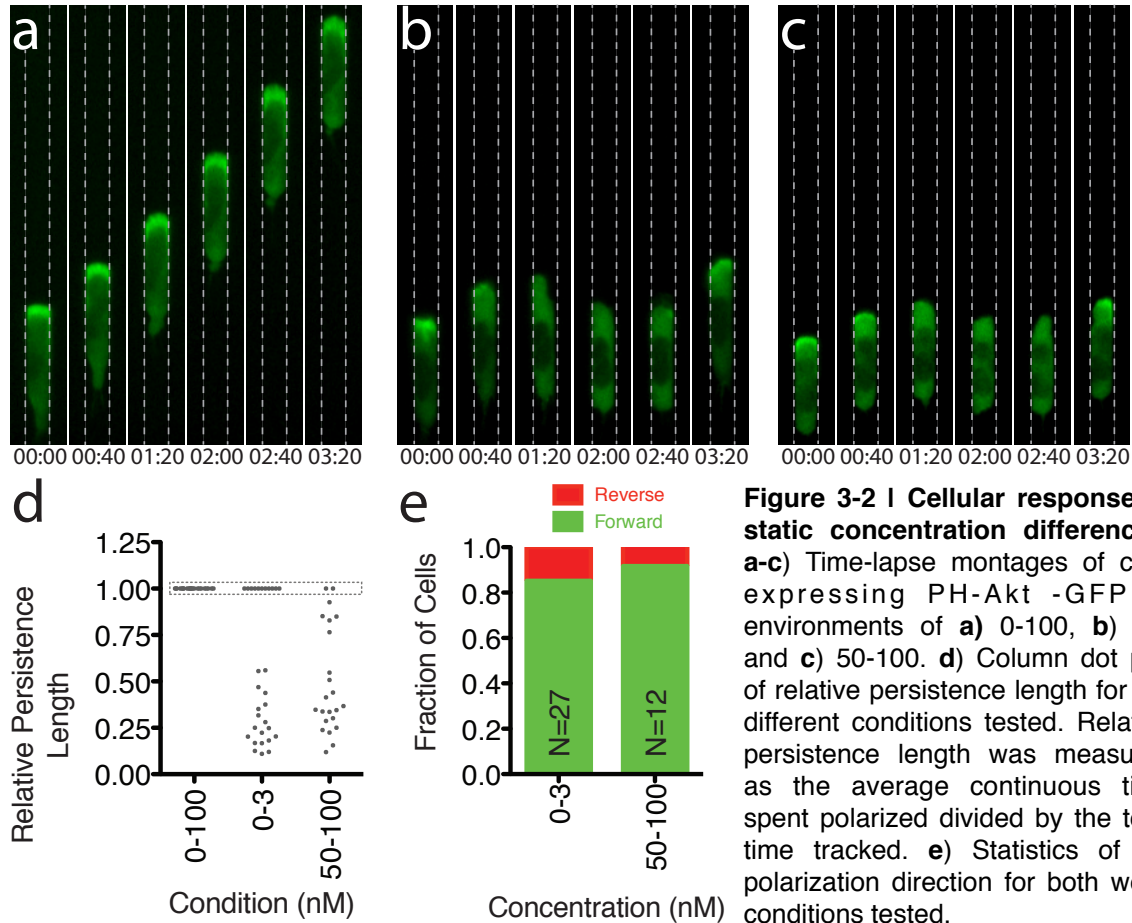 a
b
c
00:00 00:40 01:20 02:00 02:40 03:20
00:00 00:40 01:20 02:00 02:40 03:20
00:00 00:40 01:20 02:00 02:40 03:20
d
Relative Persistence
Length
1.25
1.00
0.75
0.50
0.25
0.00
0-100
0-3
50-100
Condition (nM)
e
Reverse
Forward
Fraction of Cells
1.0
0.8
0.6
0.4
0.2
0.0
N=27
N=12
0-3
50-100
Concentration (nM)
Figure 3-2 | Cellular response
static concentration differenc
a-c) Time-lapse montages of c
expressing PH-Akt -GFP
environments of a) 0-100, b)
and c) 50-100. d) Column dot p
of relative persistence length for
different conditions tested. Relat
persistence length was measu
as the average continuous ti
spent polarized divided by the to
time tracked. e) Statistics of
polarization direction for both we
conditions tested.